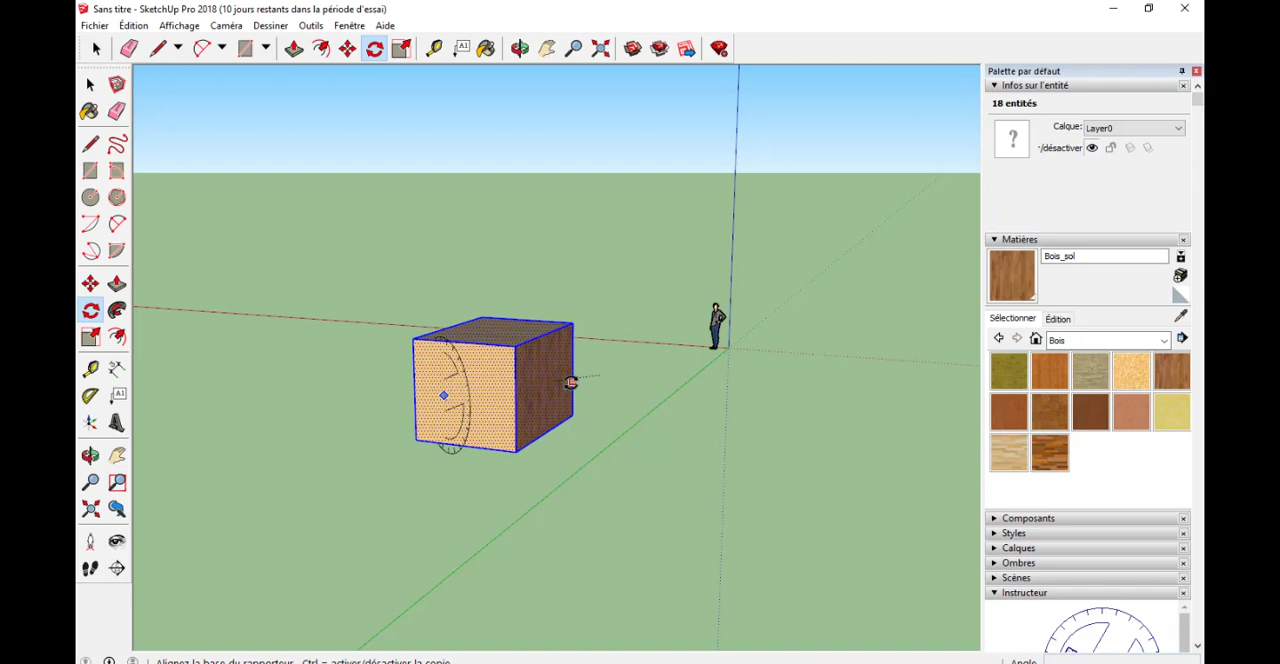 Sans titre - SketchUp Pro 2018 (10 jours restants dans la période d'essai)
Fichier Édition Affichage Caméra Dessiner Outils Fenêtre Aide
Palette par défaut
Infos sur l'entité
18 entités
Calque: Layer0
?
:/désactiver
Matières
Bois_sol
Sélectionner Édition
Bois
Composants
Styles
Calques
Ombres
Scènes
Instructeur
Alignez la base du rapporteur. Ctrl = activer/désactiver la copie.
Angle